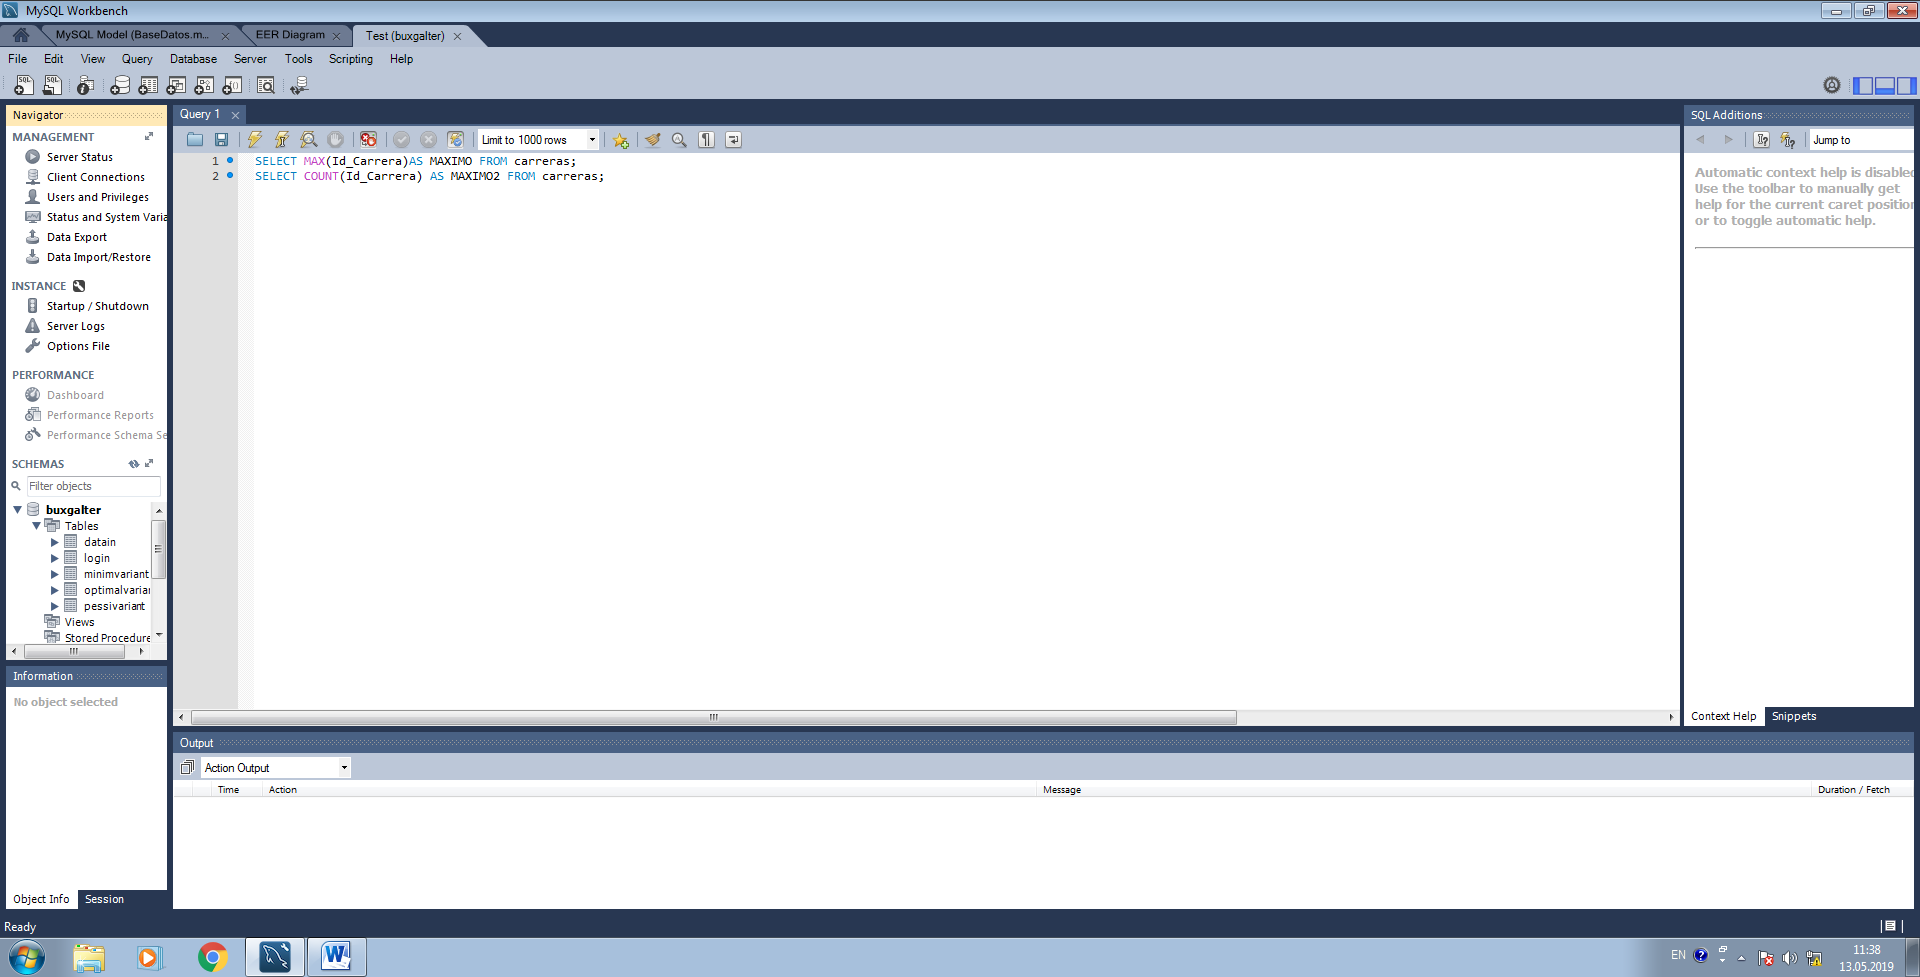 MySQL Workbench
MySQL Model (BaseDatos.m...
EER Diagram
Test (buxgalter)
File Edit View Query Database Server Tools Scripting Help
Navigator
MANAGEMENT
Server Status
Client Connections
Users and Privileges
Status and System Varia
Data Export
Data Import/Restore
INSTANCE
Startup / Shutdown
Server Logs
Options File
PERFORMANCE
Dashboard
Performance Reports
Performance Schema Se
SCHEMAS
Filter objects
buxgalter
Tables
datain
login
minimvariant
optimalvarian
pessivariant
Views
Stored Procedure
Information
No object selected
Object Info Session
Query 1
Limit to 1000 rows
1 SELECT MAX(Id_Carrera)AS MAXIMO FROM carreras;
2 SELECT COUNT(Id_Carrera) AS MAXIMO2 FROM carreras;
SQL Additions
Jump to
Automatic context help is disabled
Use the toolbar to manually get
help for the current caret position
or to toggle automatic help.
Context Help Snippets
Output
Action Output
Time Action Message Duration / Fetch
Ready
EN
11:38
13.05.2019